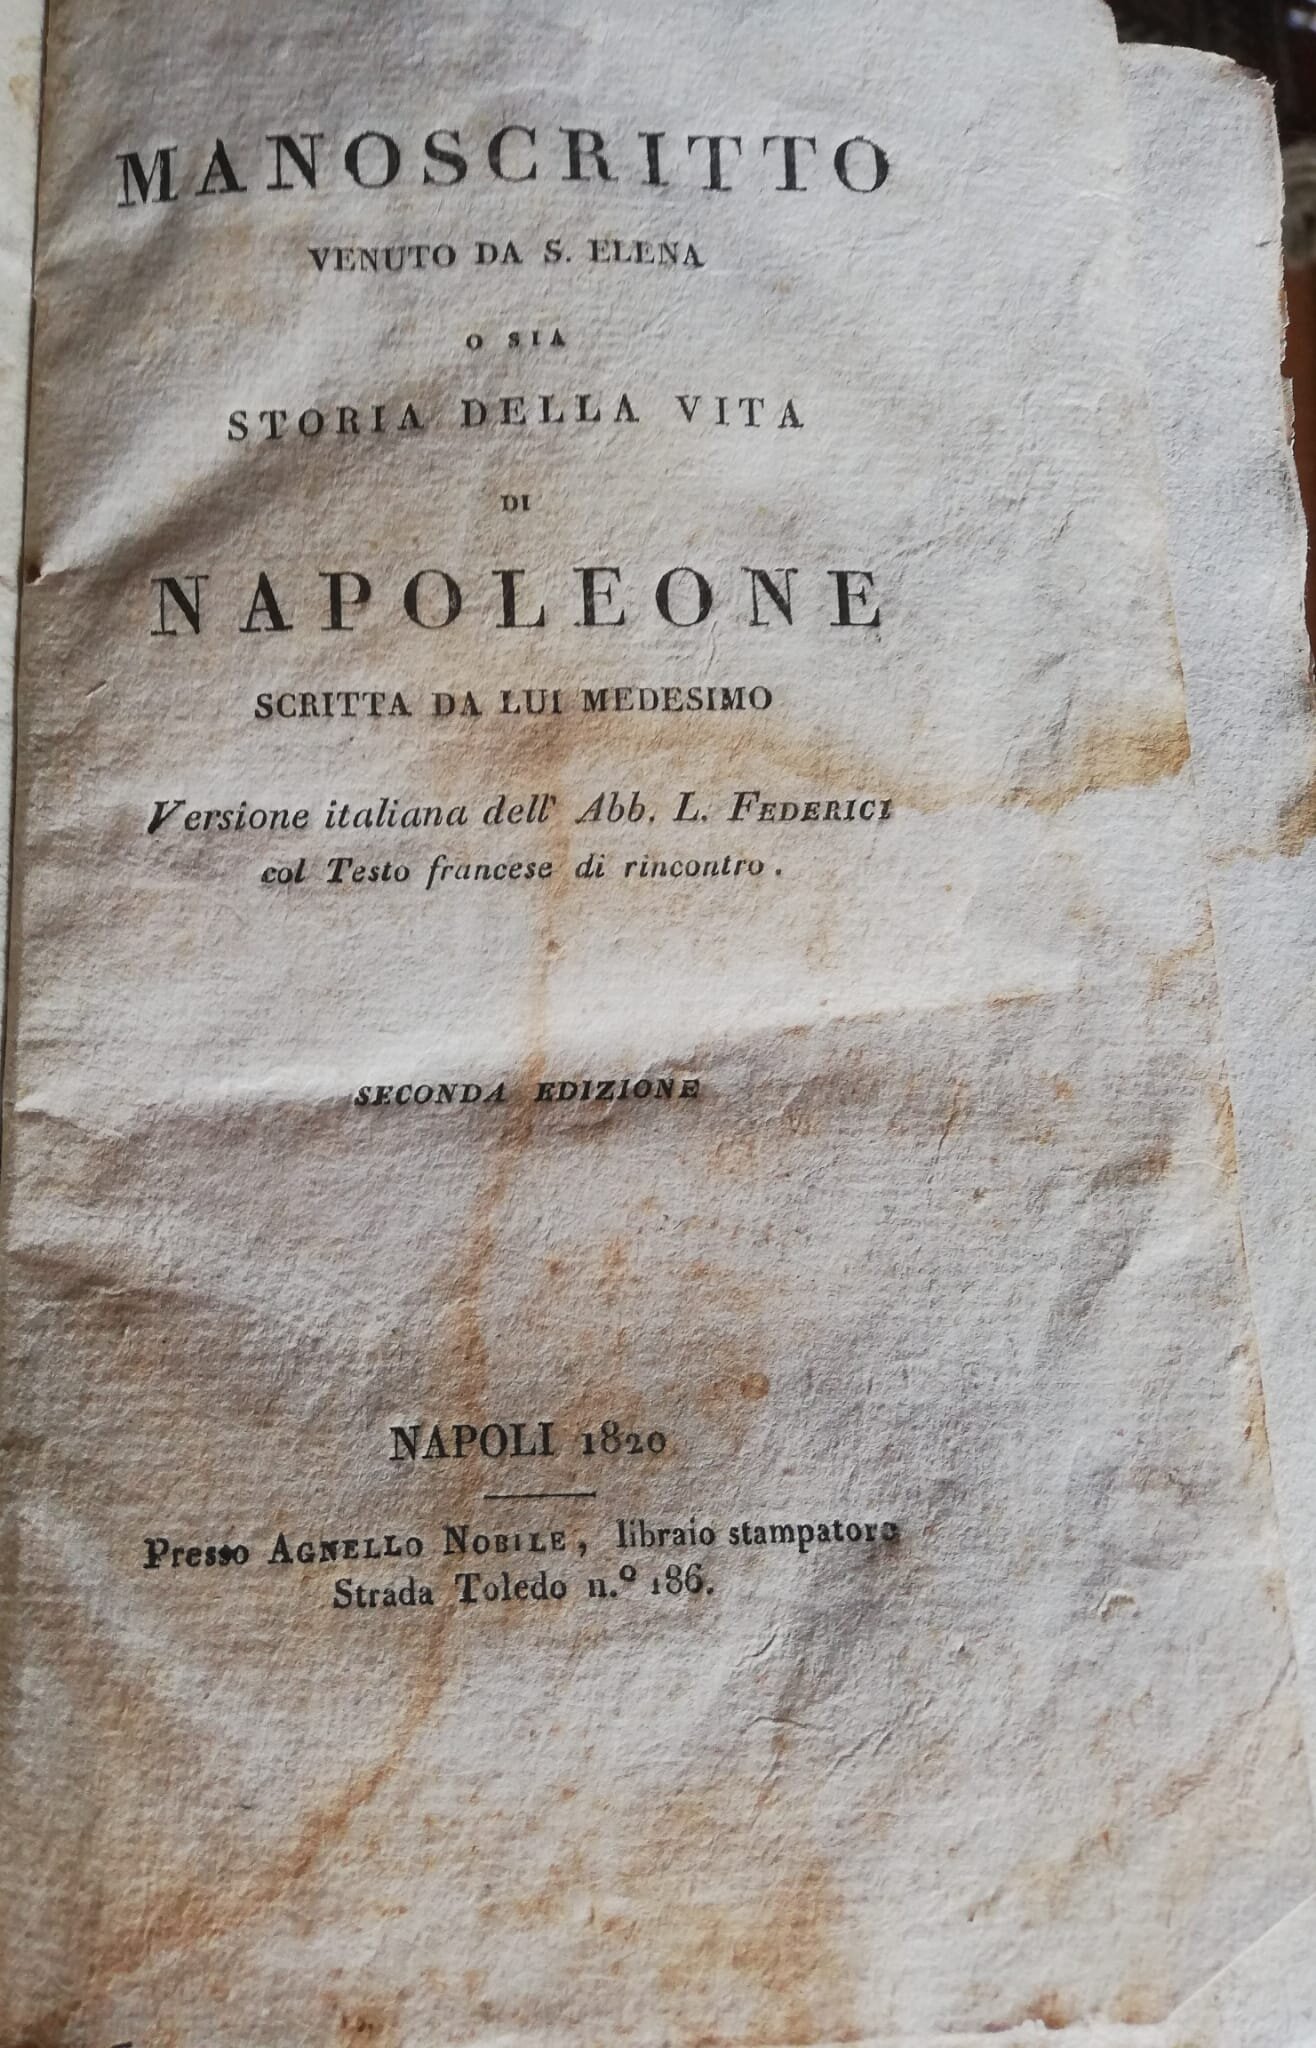 MANOSCRITTO
VENUTO DA S. ELENA
O SIA
STORIA DELLA VITA
DI
NAPOLEONE
SCRITTA DA LUI MEDESIMO
Versione italiana dell' Abb. L. FEDERICI
col Testo francese di rincontro.
SECONDA EDIZIONE
NAPOLI 1820
Presso AGNELLO NOBILE, libraio stampatore
Strada Toledo n.º 186.